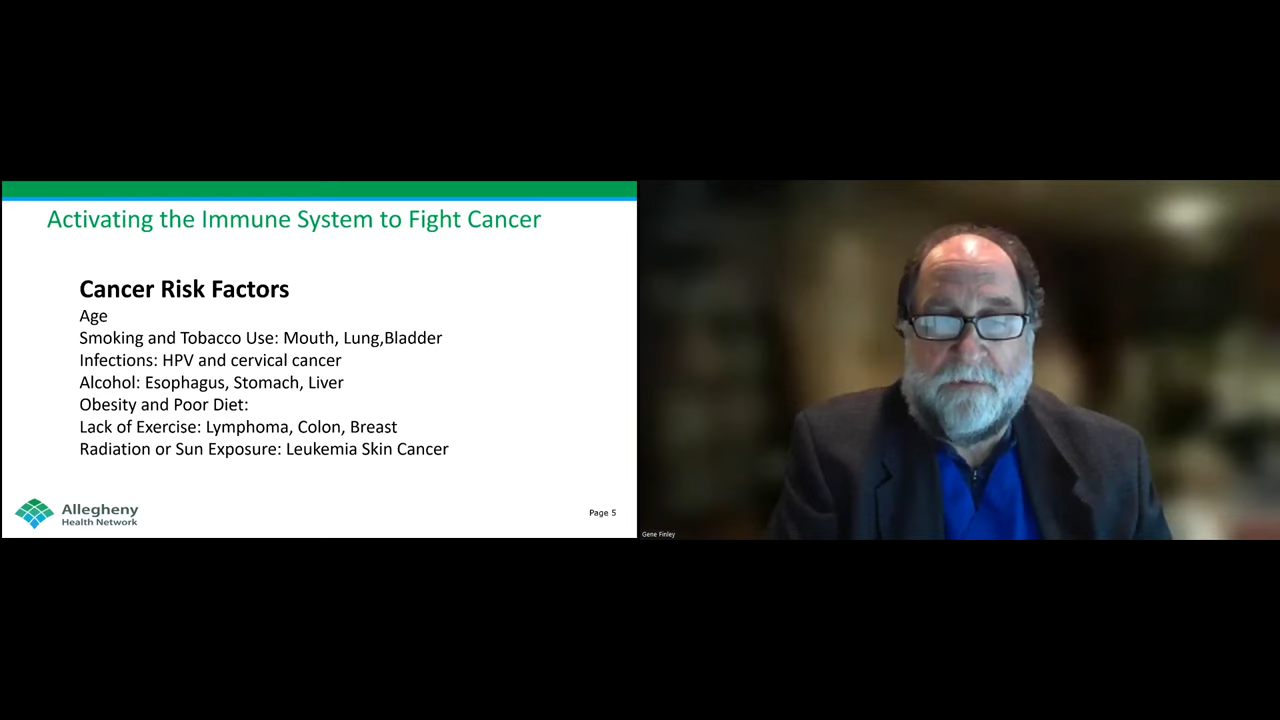 Activating the Immune System to Fight Cancer
Cancer Risk Factors
Age
Smoking and Tobacco Use: Mouth, Lung,Bladder
Infections: HPV and cervical cancer
Alcohol: Esophagus, Stomach, Liver
Obesity and Poor Diet:
Lack of Exercise: Lymphoma, Colon, Breast
Radiation or Sun Exposure: Leukemia Skin Cancer
Allegheny
Health Network
Page 5
Gene Finley